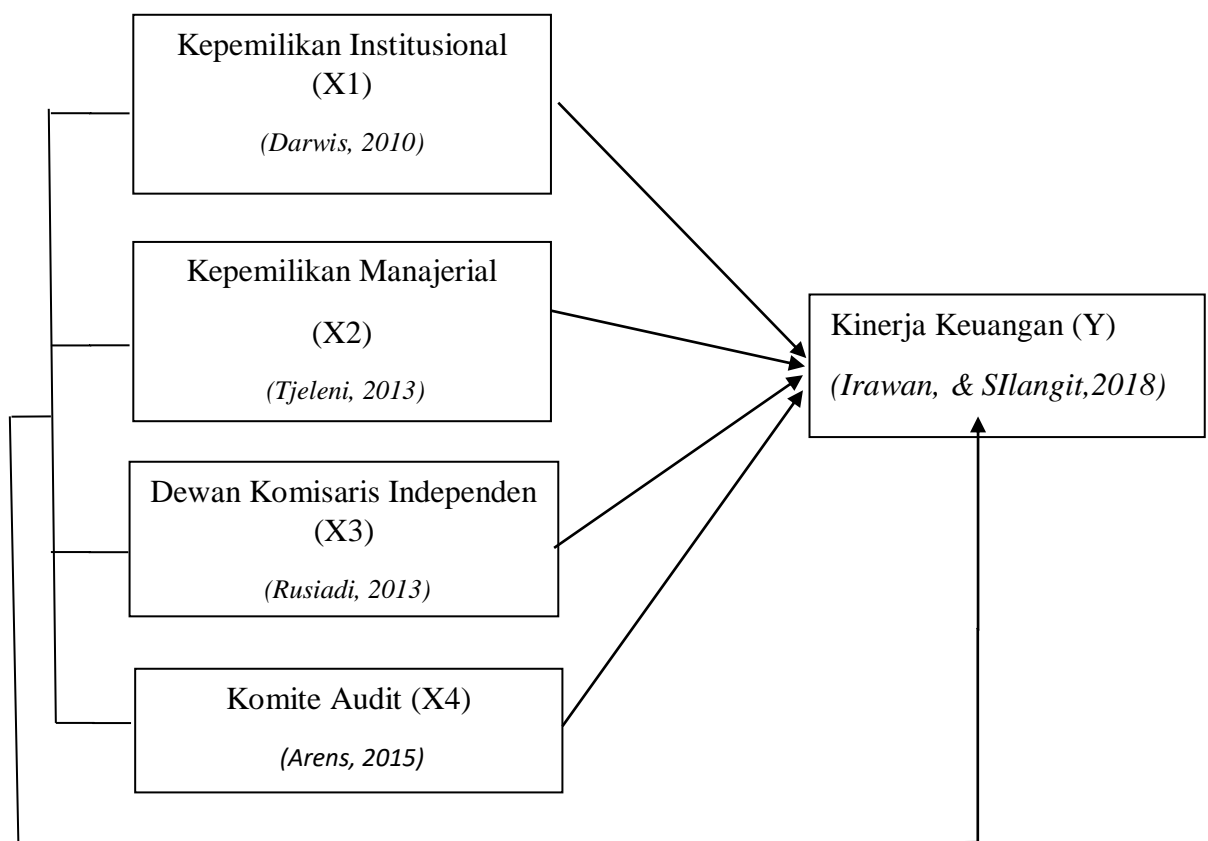 Kepemilikan Institusional
(X1)
(Darwis, 2010)
Kepemilikan Manajerial
(X2)
(Tjeleni, 2013)
Dewan Komisaris Independen
(X3)
(Rusiadi, 2013)
Komite Audit (X4)
(Arens, 2015)
Kinerja Keuangan (Y)
(Irawan, & SIlangit,2018)